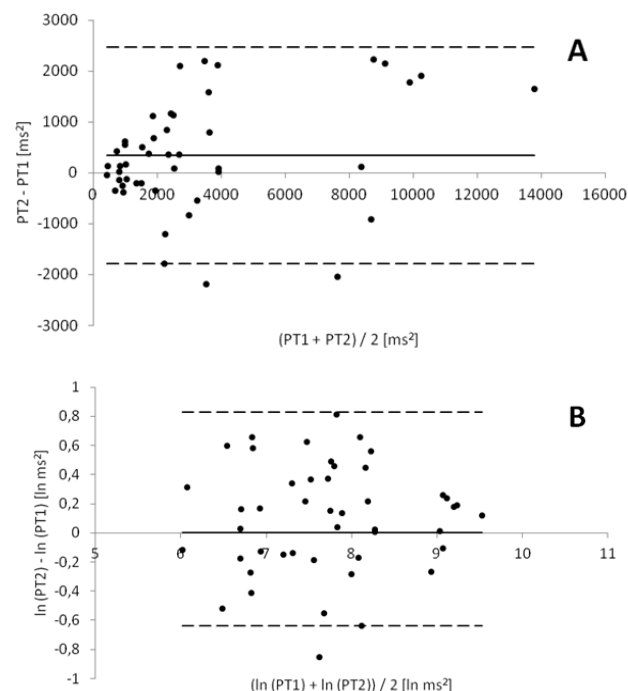 3000
A
2000
1000
0
0 2000 4000 6000 8000 10000 12000 14000 16000
-1000
-2000
-3000
PT2 - PT1 [ms²]
(PT1 + PT2) / 2 [ms²]
1
0,8
B
0,6
0,4
0,2
0
5 6 7 8 9 10 11
-0,2
-0,4
-0,6
-0,8
-1
ln (PT2) - ln (PT1) [ln ms²]
(ln (PT1) + ln (PT2)) / 2 [ln ms²]